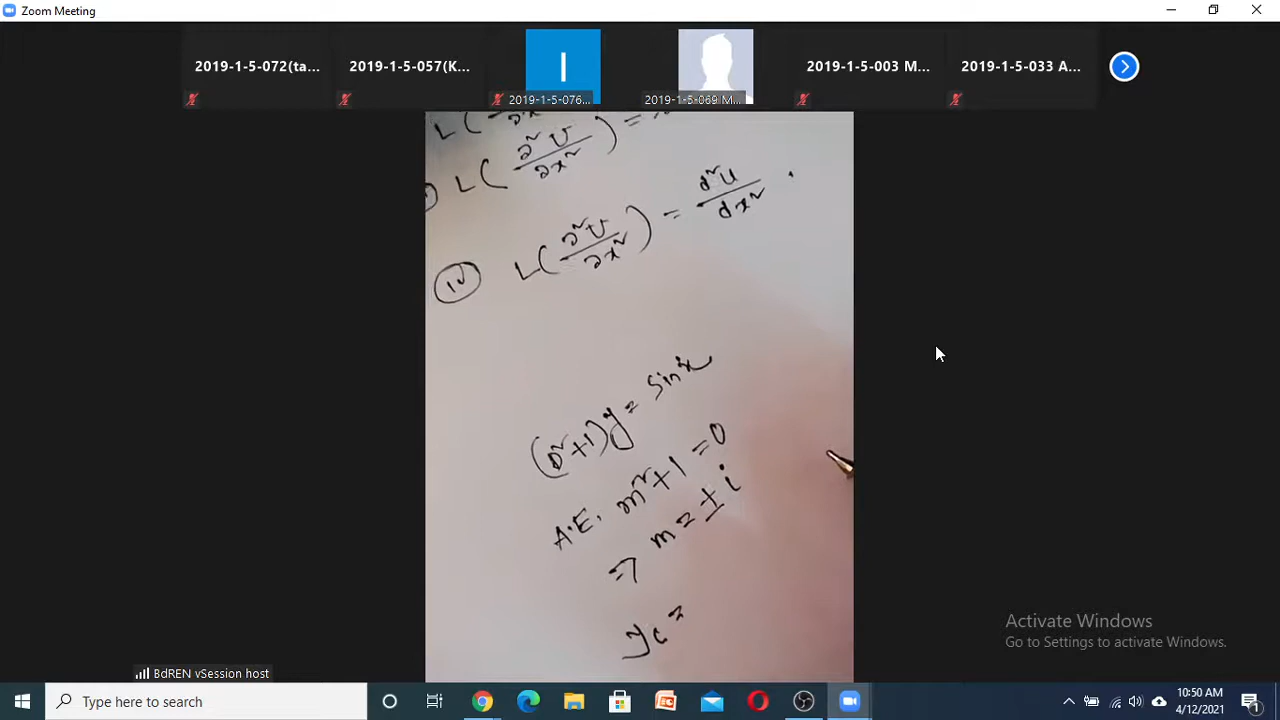 Zoom Meeting
2019-1-5-072(ta...
2019-1-5-057(K...
I
2019-1-5-076...
2019-1-5-069 M...
2019-1-5-003 M...
2019-1-5-033 A...
L(∂²U/∂x²) =
(iv) L(∂²U/∂x²) = d²u/dx² .
(D²+1)y = Sin x
A.E. m²+1 = 0
⇒ m = ± i
y_c =
Activate Windows
Go to Settings to activate Windows.
BdREN vSession host
Type here to search
10:50 AM
4/12/2021
1